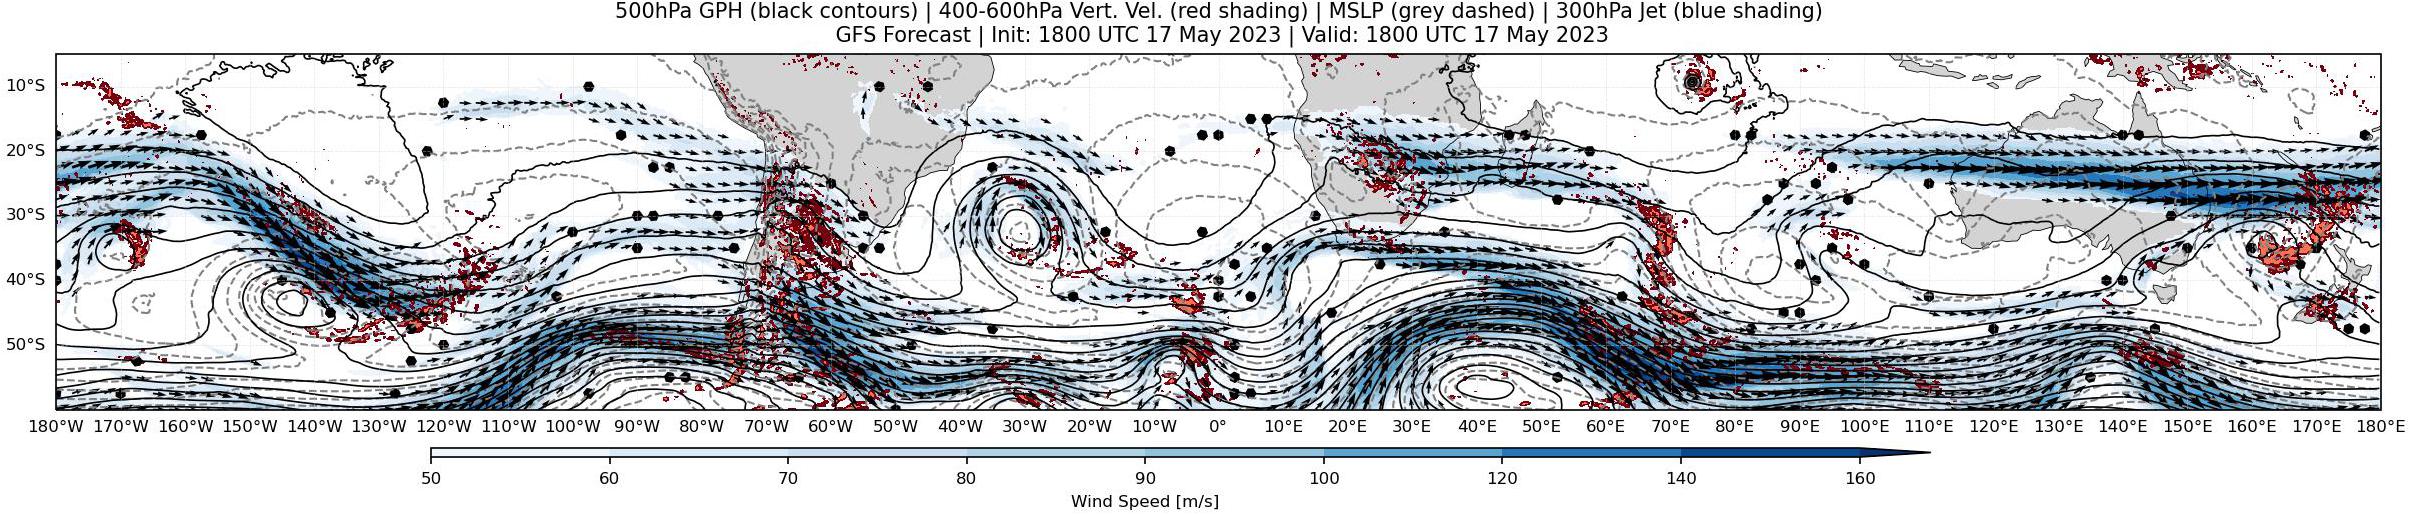 500hPa GPH (black contours) | 400-600hPa Vert. Vel. (red shading) | MSLP (grey dashed) | 300hPa Jet (blue shading)
GFS Forecast | Init: 1800 UTC 17 May 2023 | Valid: 1800 UTC 17 May 2023
10°S
20°S
30°S
40°S
50°S
180°W 170°W 160°W 150°W 140°W 130°W 120°W 110°W 100°W 90°W 80°W 70°W 60°W 50°W 40°W 30°W 20°W 10°W 0° 10°E 20°E 30°E 40°E 50°E 60°E 70°E 80°E 90°E 100°E 110°E 120°E 130°E 140°E 150°E 160°E 170°E 180°E
50 60 70 80 90 100 120 140 160
Wind Speed [m/s]